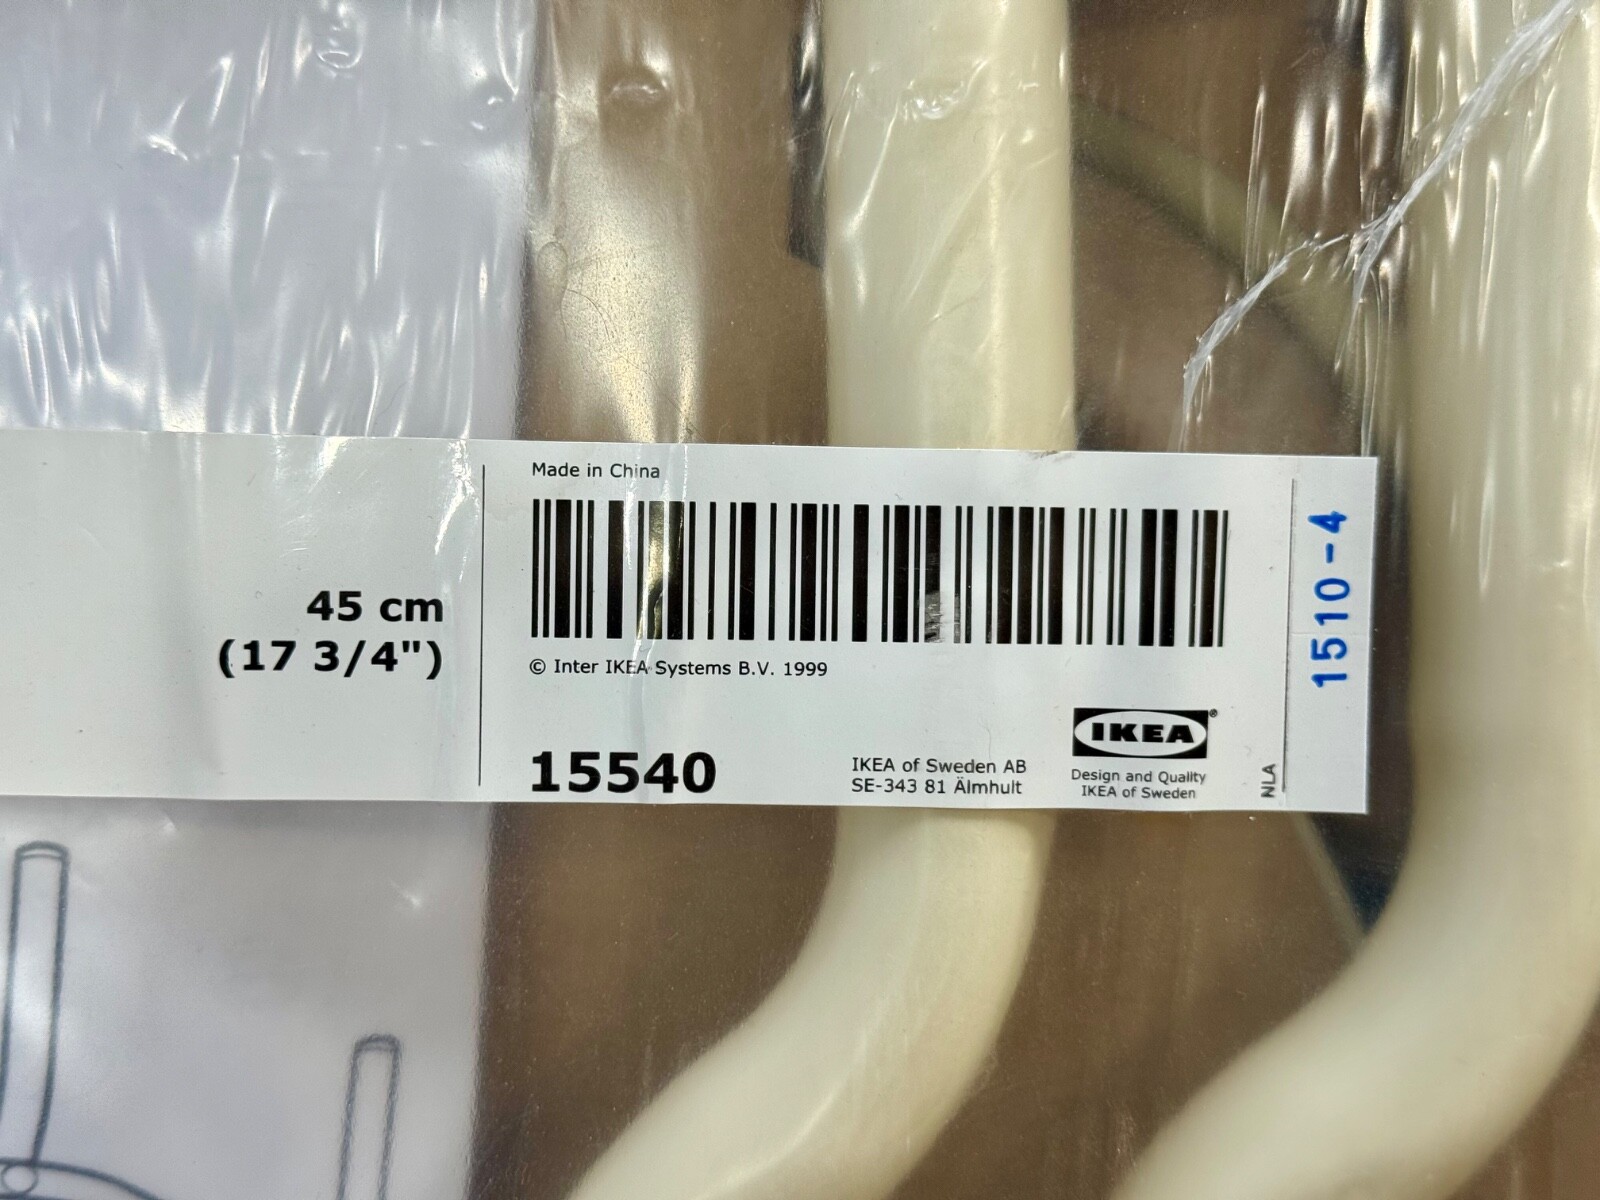 45 cm
(17 3/4")
Made in China
© Inter IKEA Systems B.V. 1999
15540
IKEA of Sweden AB
SE-343 81 Älmhult
IKEA®
Design and Quality
IKEA of Sweden
NLA
1510-4